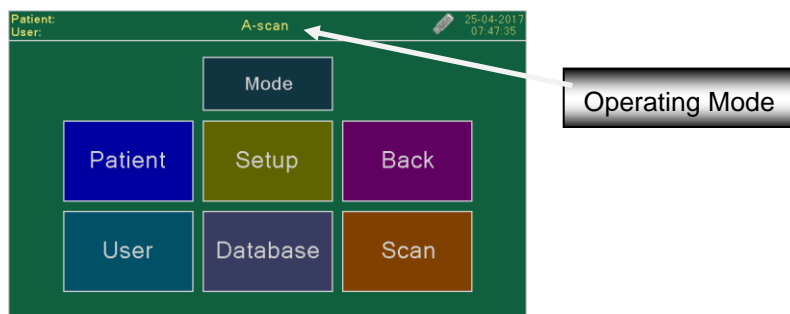 Patient:
User:
A-scan
25-04-2017
07:47:35
Mode
Operating Mode
Patient
Setup
Back
User
Database
Scan